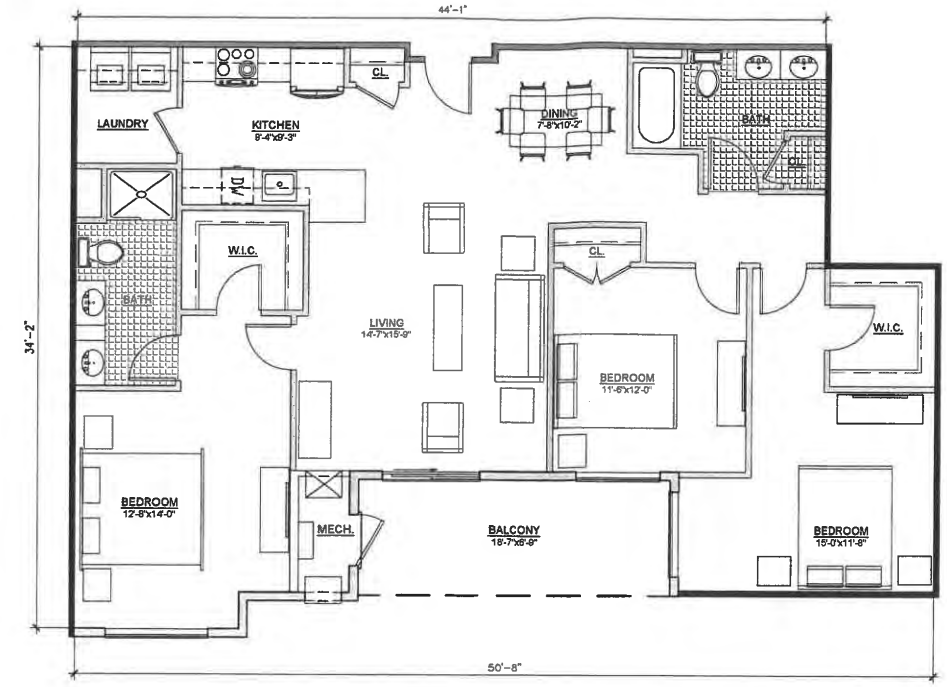 44'-1"
CL.
LAUNDRY
KITCHEN
8'-4"x9'-3"
DINING
7'-8"x10'-2"
BATH
CL.
DW
W.I.C.
CL.
BATH
34'-2"
LIVING
14'-7"x15'-9"
W.I.C.
BEDROOM
11'-6"x12'-0"
BEDROOM
12'-8"x14'-0"
MECH.
BALCONY
18'-7"x6'-9"
BEDROOM
15'-0"x11'-8"
50'-8"